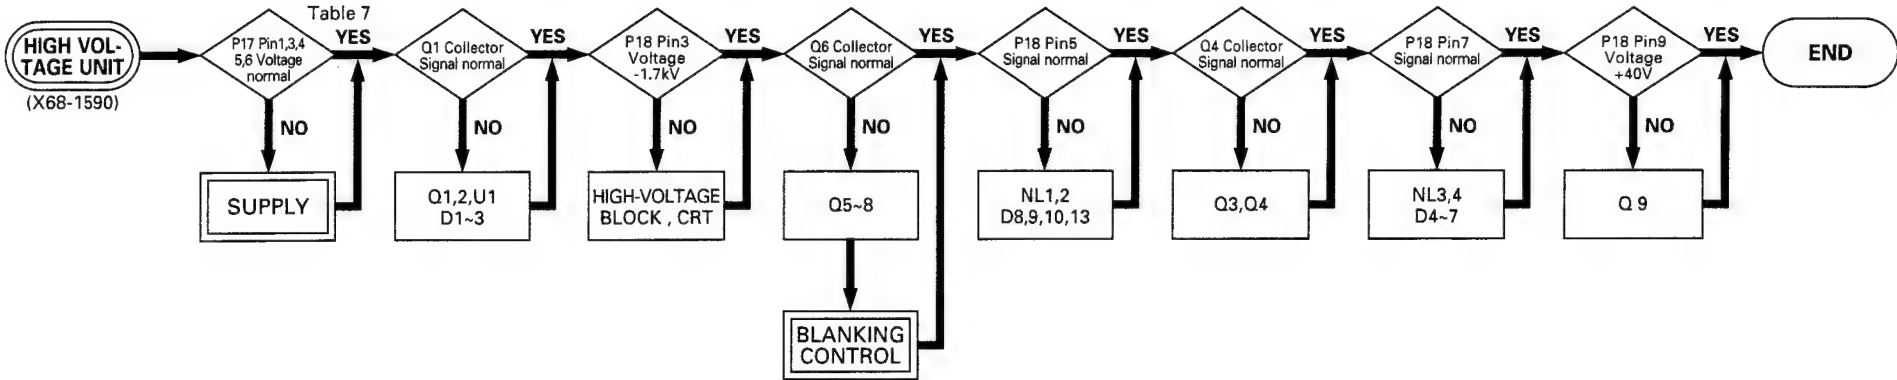 Table 7
HIGH VOL-
TAGE UNIT
(X68-1590)
P17 Pin1,3,4
5,6 Voltage
normal
YES
NO
SUPPLY
Q1 Collector
Signal normal
YES
NO
Q1,2,U1
D1~3
P18 Pin3
Voltage
-1.7kV
YES
NO
HIGH-VOLTAGE
BLOCK , CRT
Q6 Collector
Signal normal
YES
NO
Q5~8
BLANKING
CONTROL
P18 Pin5
Signal normal
YES
NO
NL1,2
D8,9,10,13
Q4 Collector
Signal normal
YES
NO
Q3,Q4
P18 Pin7
Signal normal
YES
NO
NL3,4
D4~7
P18 Pin9
Voltage
+40V
YES
NO
Q 9
END